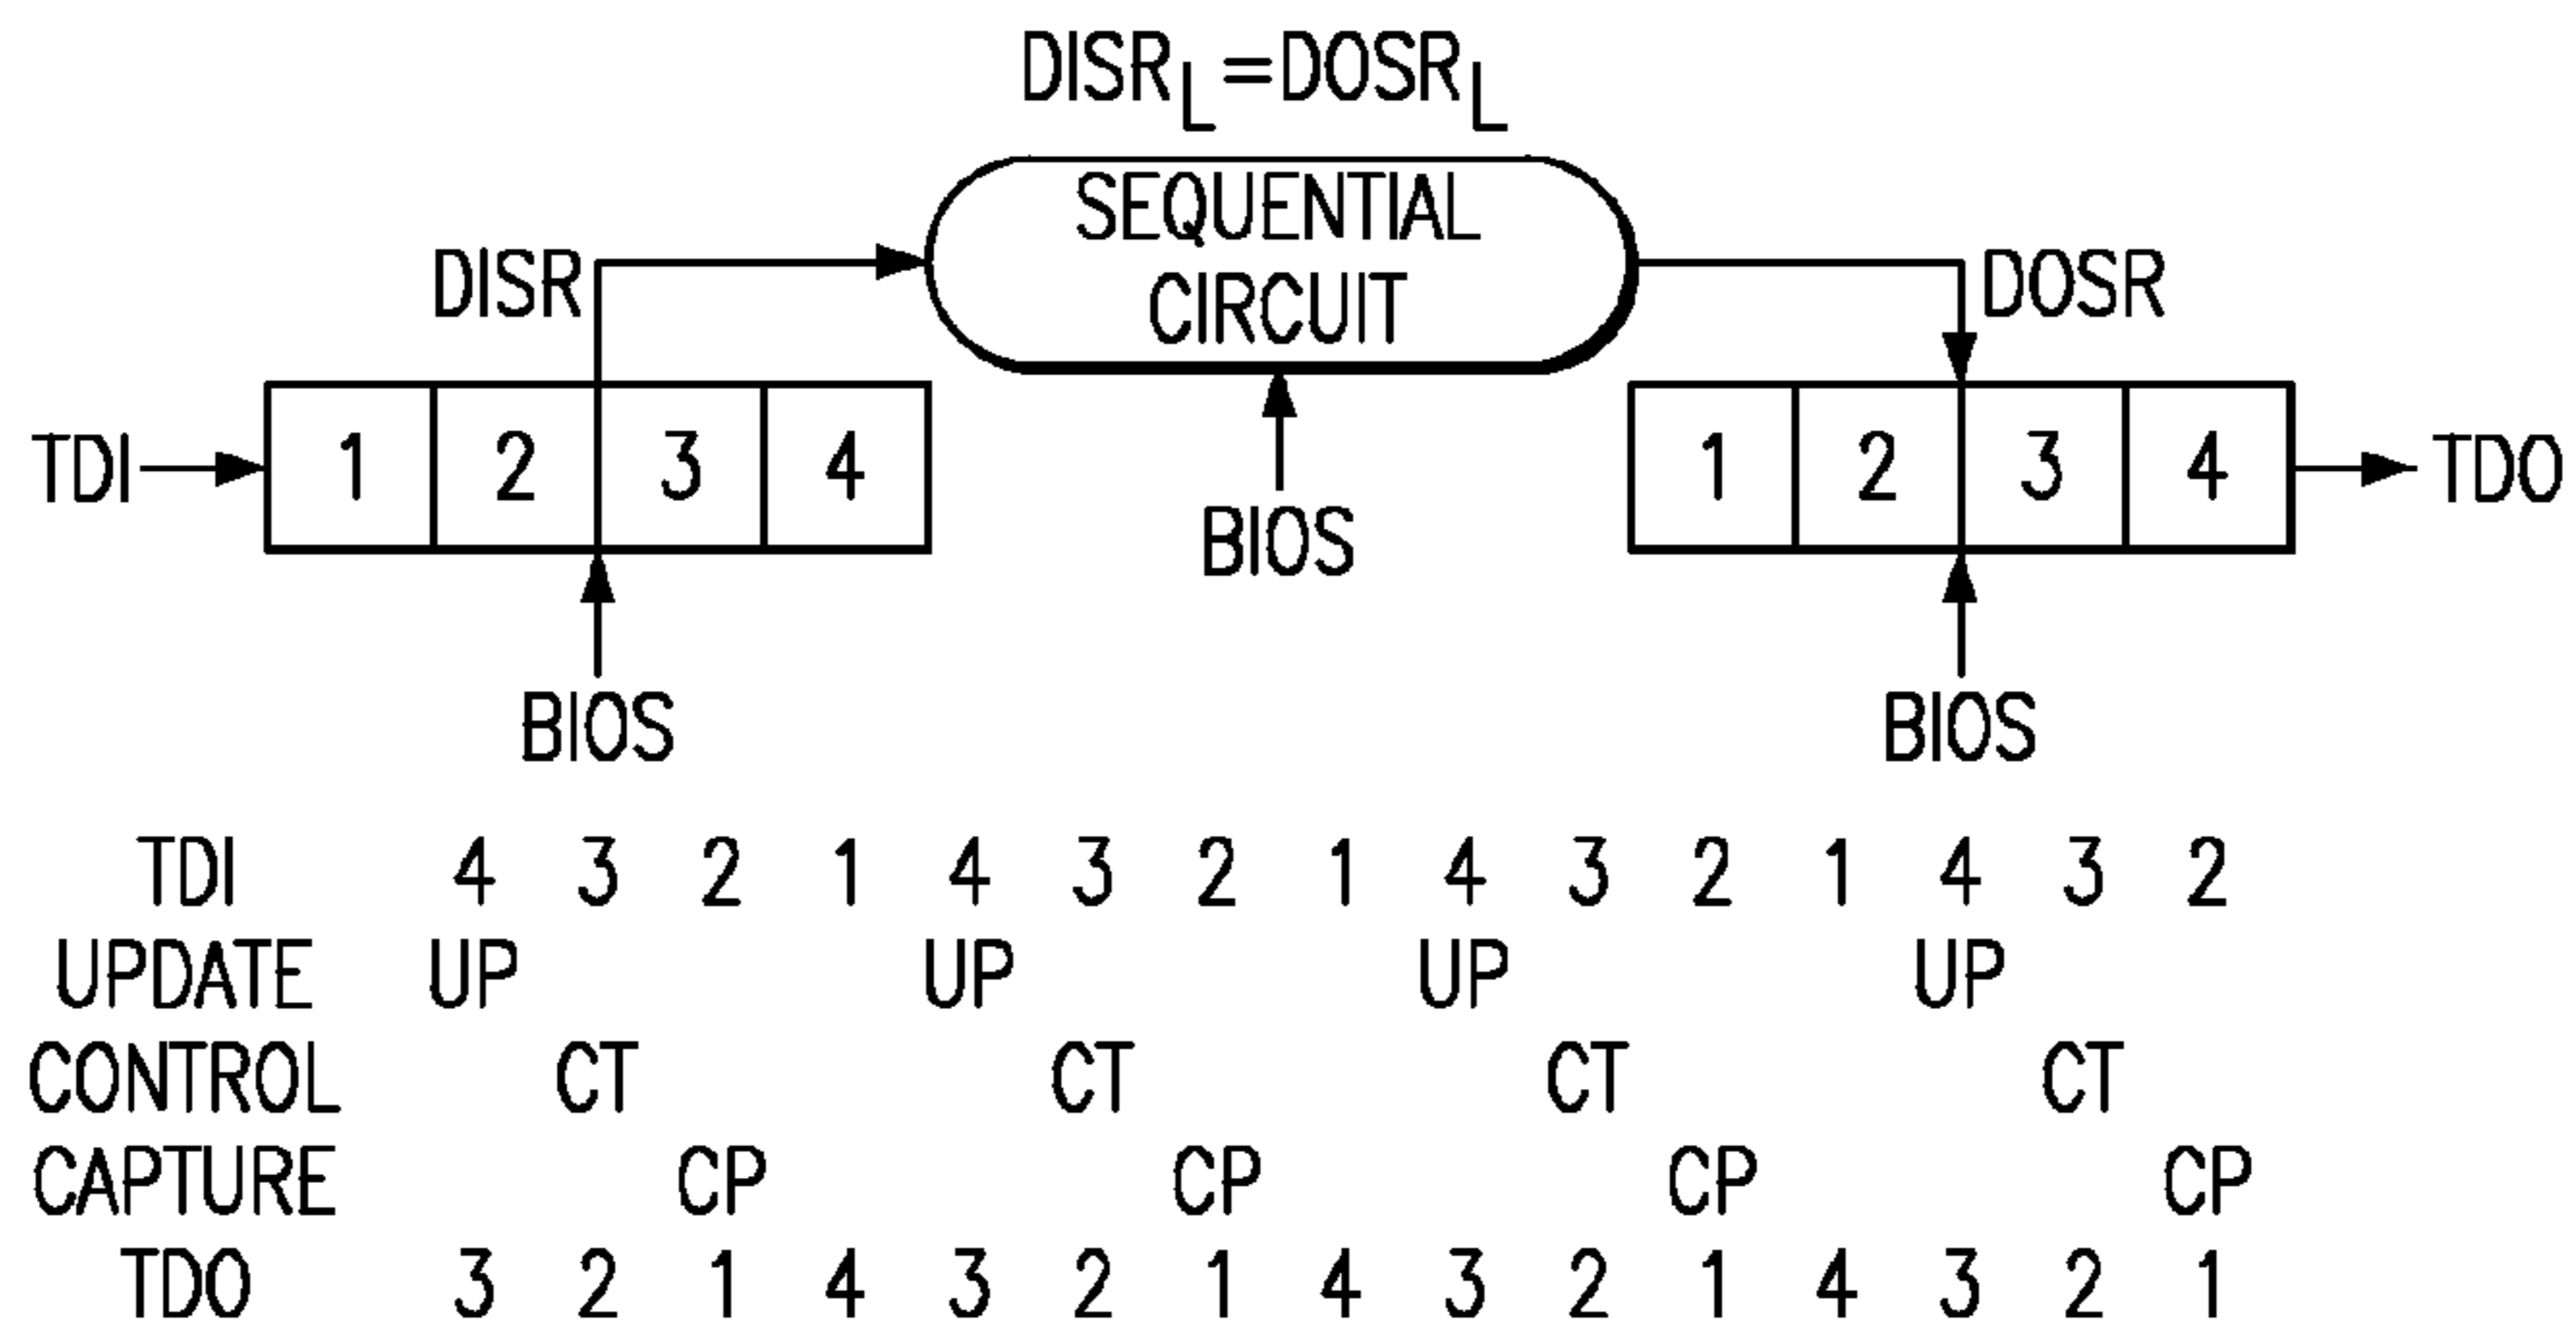 DISRL=DOSRL
SEQUENTIAL
CIRCUIT
DISR
DOSR
TDI
1 2 3 4
1 2 3 4
TDO
BIOS
BIOS
BIOS
TDI 4 3 2 1 4 3 2 1 4 3 2 1 4 3 2
UPDATE UP UP UP UP
CONTROL CT CT CT CT
CAPTURE CP CP CP CP
TDO 3 2 1 4 3 2 1 4 3 2 1 4 3 2 1